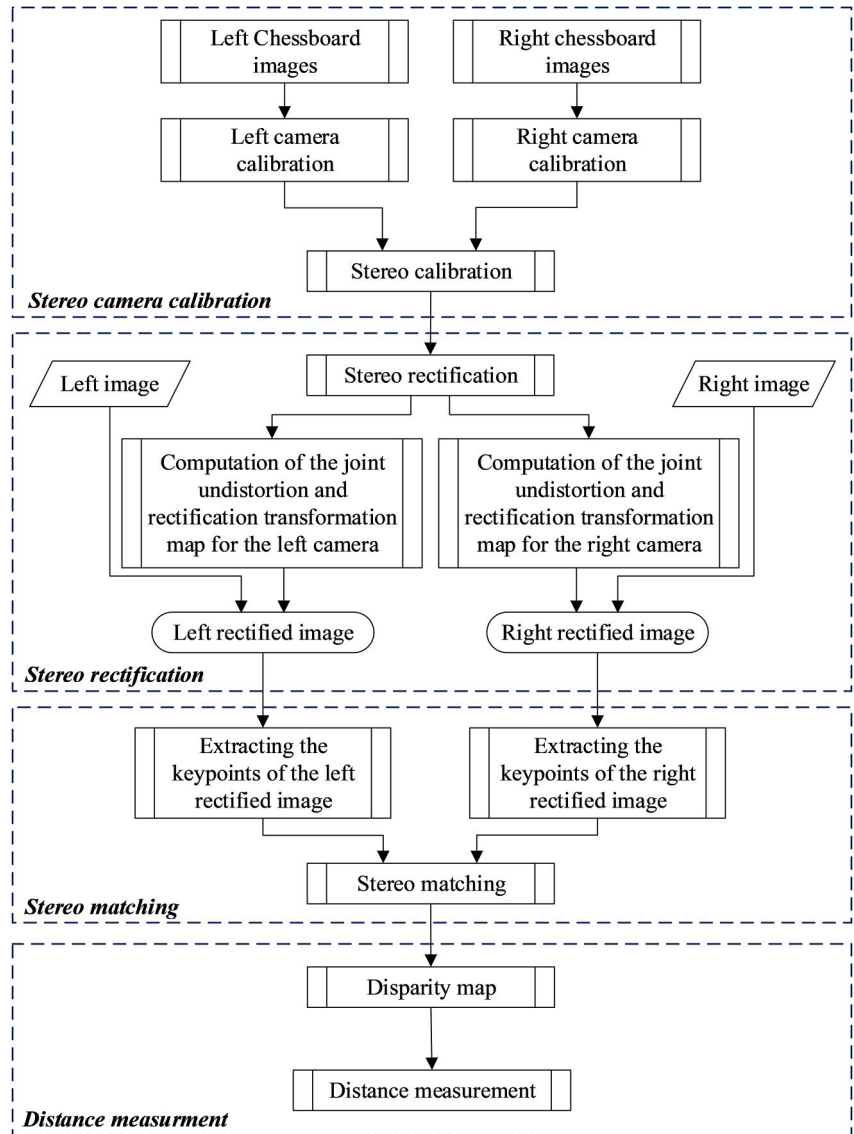 Left Chessboard
images
Right chessboard
images
Left camera
calibration
Right camera
calibration
Stereo calibration
Stereo camera calibration
Stereo rectification
Left image
Right image
Computation of the joint
undistortion and
rectification transformation
map for the left camera
Computation of the joint
undistortion and
rectification transformation
map for the right camera
Left rectified image
Right rectified image
Stereo rectification
Extracting the
keypoints of the left
rectified image
Extracting the
keypoints of the right
rectified image
Stereo matching
Stereo matching
Disparity map
Distance measurement
Distance measurment